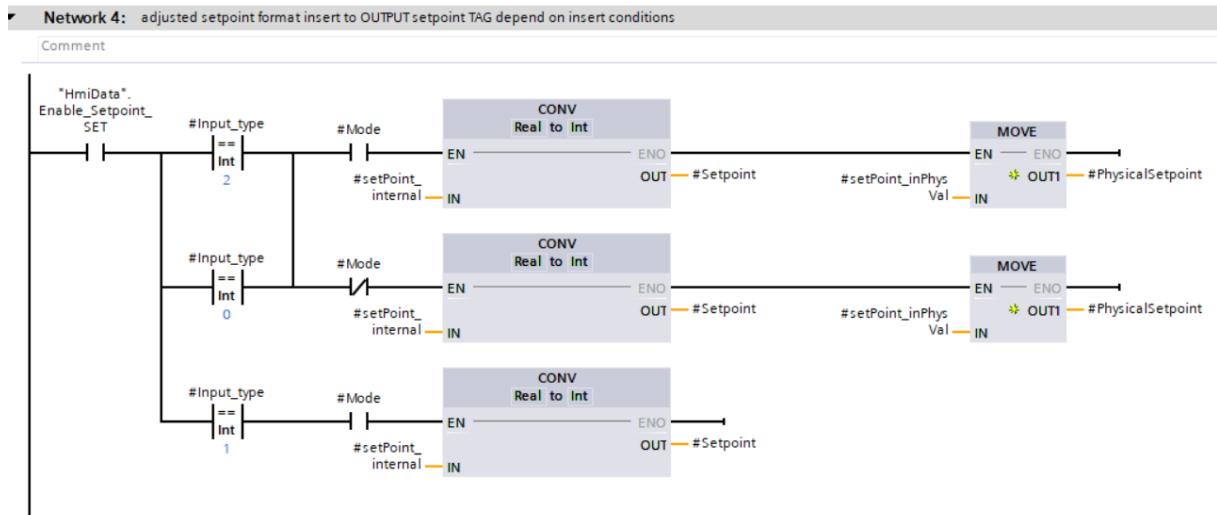 Network 4: adjusted setpoint format insert to OUTPUT setpoint TAG depend on insert conditions
Comment
"HmiData".
Enable_Setpoint_
SET
#Input_type
==
Int
2
#Mode
CONV
Real to Int
EN
ENO
#setPoint_
internal
IN
OUT
#Setpoint
MOVE
EN
ENO
#setPoint_inPhys
Val
IN
OUT1
#PhysicalSetpoint
#Input_type
==
Int
0
#Mode
CONV
Real to Int
EN
ENO
#setPoint_
internal
IN
OUT
#Setpoint
MOVE
EN
ENO
#setPoint_inPhys
Val
IN
OUT1
#PhysicalSetpoint
#Input_type
==
Int
1
#Mode
CONV
Real to Int
EN
ENO
#setPoint_
internal
IN
OUT
#Setpoint